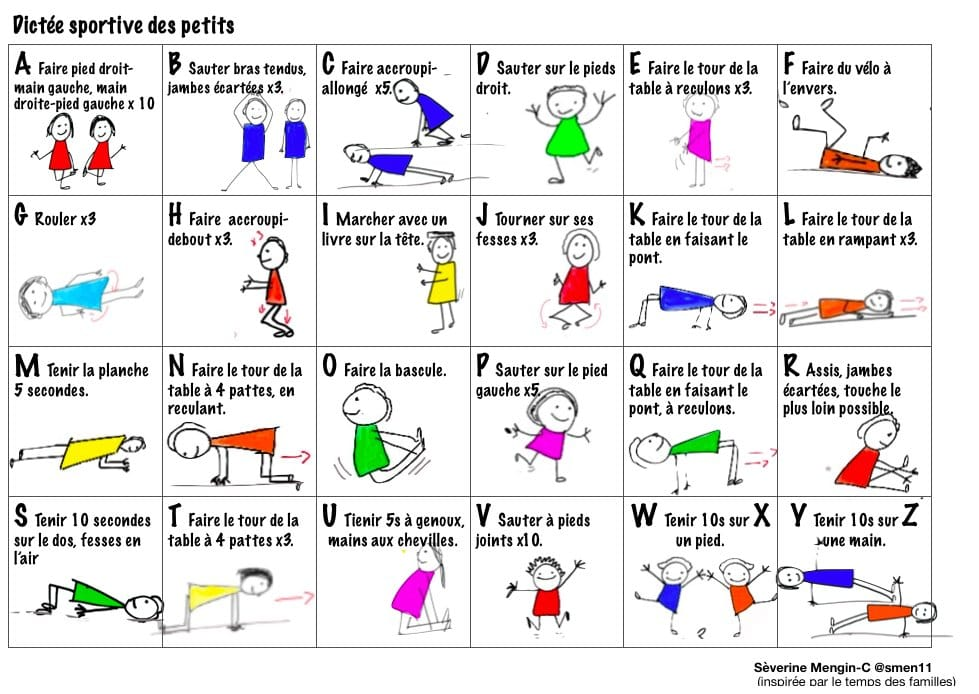 Dictée sportive des petits
A Faire pied droit-
main gauche, main
droite-pied gauche x 10
B Sauter bras tendus,
jambes écartées x3.
C Faire accroupi-
allongé x5.
D Sauter sur le pieds
droit.
E Faire le tour de la
table à reculons x3.
F Faire du vélo à
l'envers.
G Rouler x3
H Faire accroupi-
debout x3.
I Marcher avec un
livre sur la tête.
J Tourner sur ses
fesses x3.
K Faire le tour de la
table en faisant le
pont.
L Faire le tour de la
table en rampant x3.
M Tenir la planche
5 secondes.
N Faire le tour de la
table à 4 pattes, en
reculant.
O Faire la bascule.
P Sauter sur le pied
gauche x5.
Q Faire le tour de la
table en faisant le
pont, à reculons.
R Assis, jambes
écartées, touche le
plus loin possible.
S Tenir 10 secondes
sur le dos, fesses en
l'air
T Faire le tour de la
table à 4 pattes x3.
U Tienir 5s à genoux,
mains aux chevilles.
V Sauter à pieds
joints x10.
W Tenir 10s sur X
un pied.
Y Tenir 10s sur Z
une main.
Sèverine Mengin-C @smen11
(inspirée par le temps des familles)